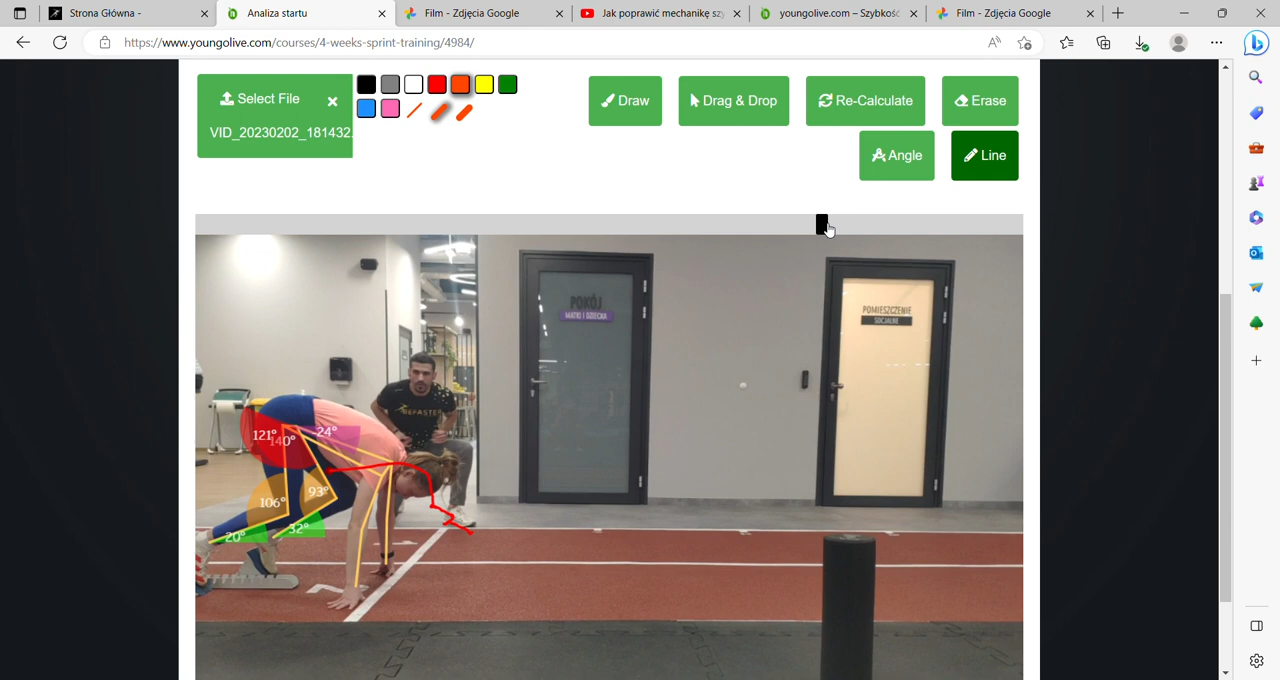 Strona Główna -
Analiza startu
Film - Zdjęcia Google
Jak poprawić mechanikę szy
youngolive.com – Szybkość
Film - Zdjęcia Google
https://www.youngolive.com/courses/4-weeks-sprint-training/4984/
Select File
VID_20230202_181432.
Draw
Drag & Drop
Re-Calculate
Erase
Angle
Line
POKÓJ
MATKI I DZIECKA
POMIESZCZENIE
SOCJALNE
BEFASTER
121°
140°
-24°
106°
93°
20°
32°